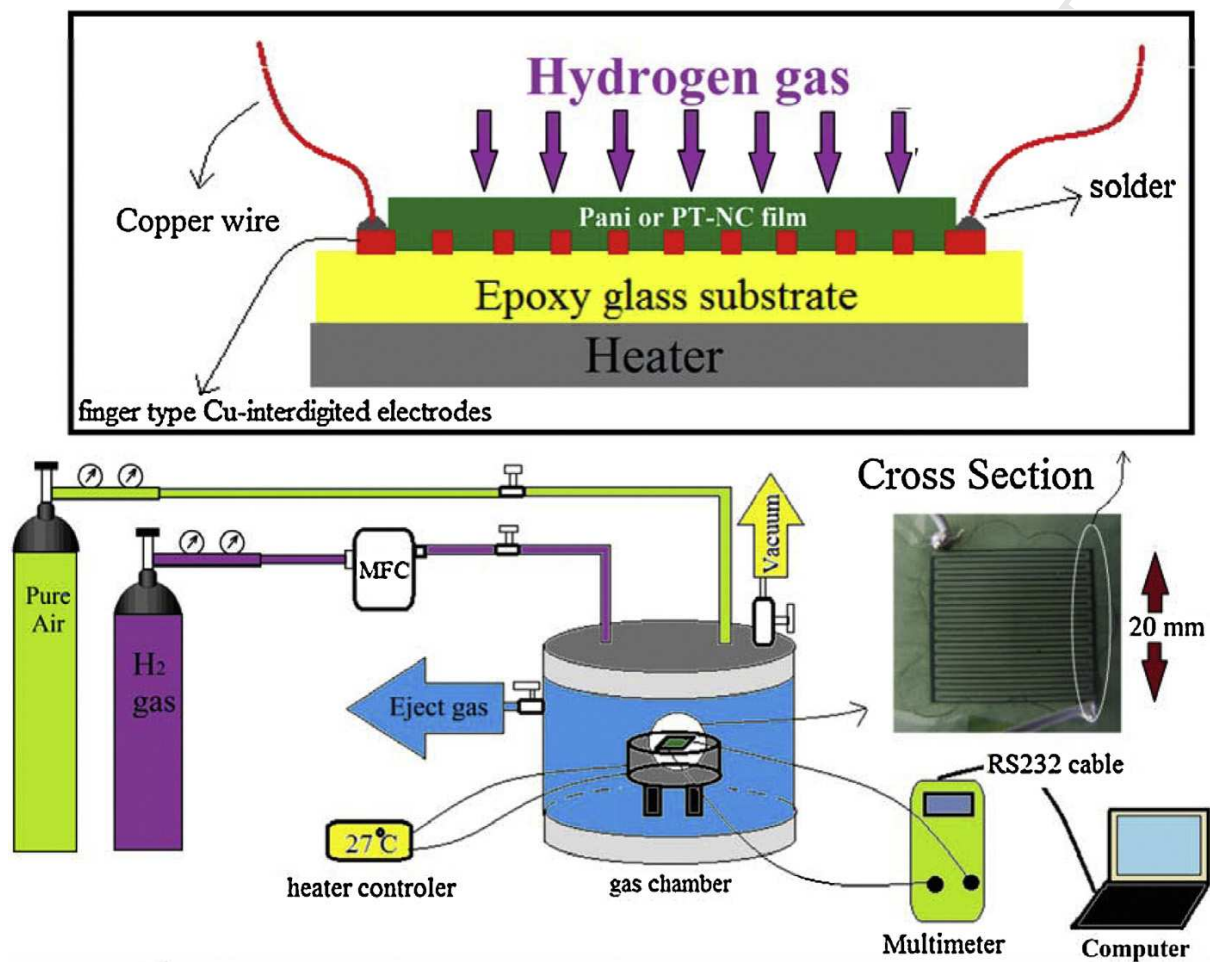 Hydrogen gas
Copper wire
solder
Pani or PT-NC film
Epoxy glass substrate
Heater
finger type Cu-interdigited electrodes
Cross Section
Pure
Air
H2
gas
MFC
Vacuum
Eject gas
20 mm
RS232 cable
27°C
heater controler
gas chamber
Multimeter
Computer